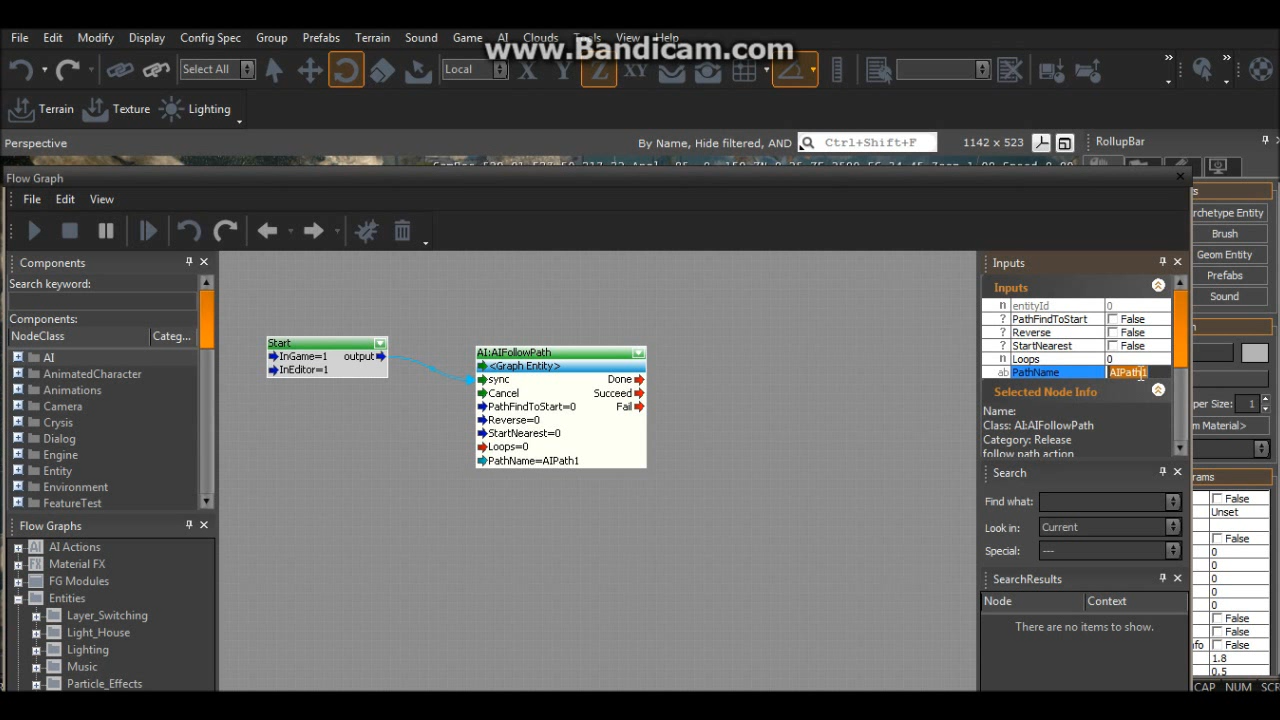 File Edit Modify Display Config Spec Group Prefabs Terrain Sound Game AI Clouds Tools View Help
www.Bandicam.com
Select All Local X Y Z XY
Terrain Texture Lighting
Perspective By Name, Hide filtered, AND Ctrl+Shift+F 1142 x 523 RollupBar
Flow Graph
File Edit View
Archetype Entity
Brush
Geom Entity
Prefabs
Sound
Components
Search keyword:
Components:
NodeClass Categ...
AI
AnimatedCharacter
Animations
Camera
Crysis
Dialog
Engine
Entity
Environment
FeatureTest
Flow Graphs
AI Actions
Material FX
FG Modules
Entities
Layer_Switching
Light_House
Lighting
Music
Particle_Effects
Start
InGame=1 output
InEditor=1
AI:AIFollowPath
<Graph Entity>
sync Done
Cancel Succeed
PathFindToStart=0 Fail
Reverse=0
StartNearest=0
Loops=0
PathName=AIPath1
Inputs
Inputs
n entityId 0
? PathFindToStart False
? Reverse False
? StartNearest False
n Loops 0
ab PathName AIPath1
Selected Node Info
Name:
Class: AI:AIFollowPath
Category: Release
follow path action
Search
Find what:
Look in: Current
Special: ---
SearchResults
Node Context
There are no items to show.
per Size: 1
Material>
False
Unset
False
0
0
0
0
0
False
False
False
1.8
0.5
CAP NUM SCR